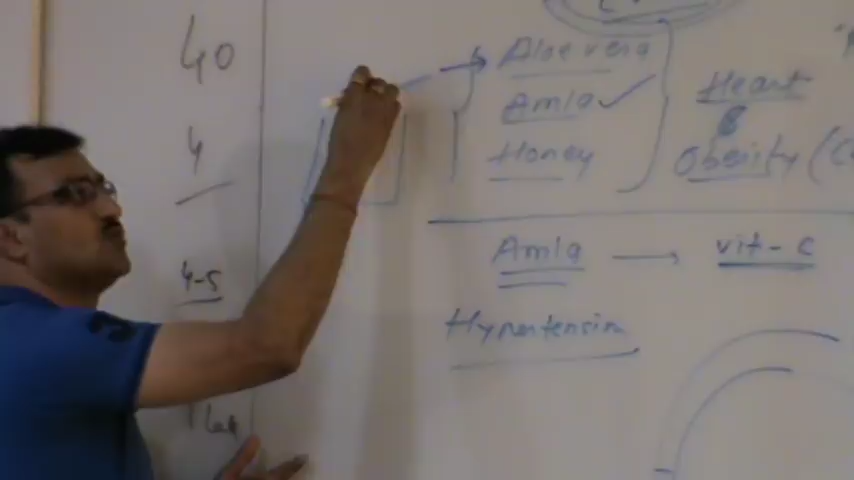 40
4
4-5
Aloe vera
Amla
Honey
Heart
&
Obesity (
Amla → vit-c
Hypertension